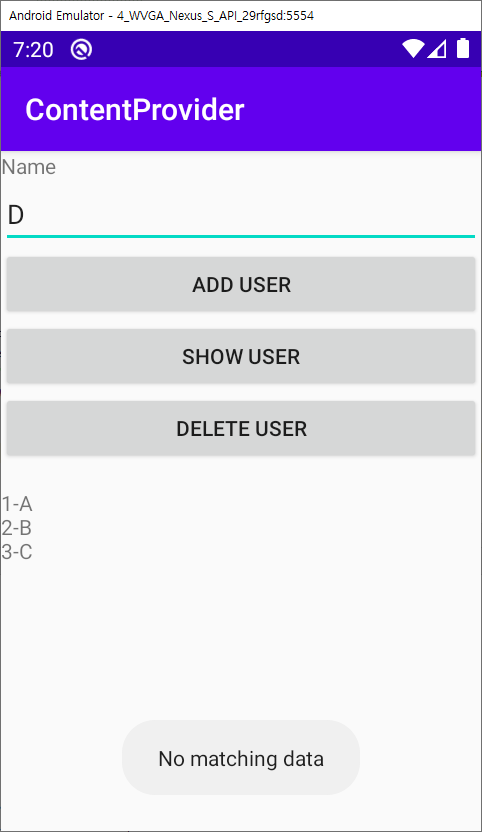 Android Emulator - 4_WVGA_Nexus_S_API_29rfgsd:5554
7:20
ContentProvider
Name
D
ADD USER
SHOW USER
DELETE USER
1-A
2-B
3-C
No matching data